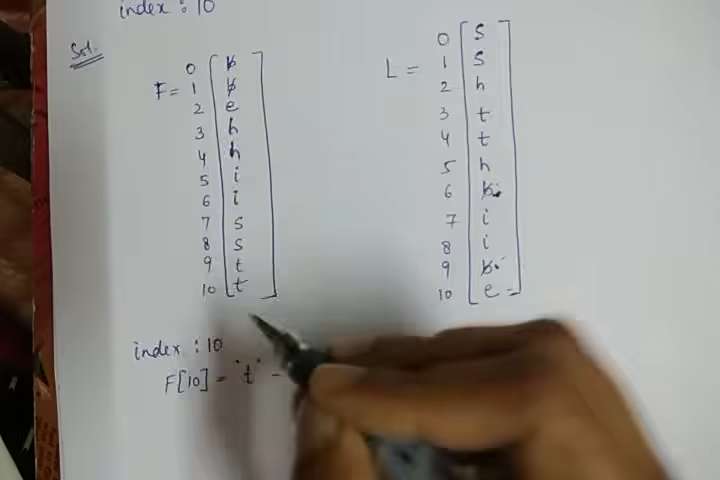 index : 10
Sol.
F =
0 b
1 b
2 e
3 h
4 h
5 i
6 i
7 s
8 s
9 t
10 t
L =
0 s
1 s
2 h
3 t
4 t
5 h
6 b
7 i
8 i
9 b
10 e
index : 10
F[10] = "t" -